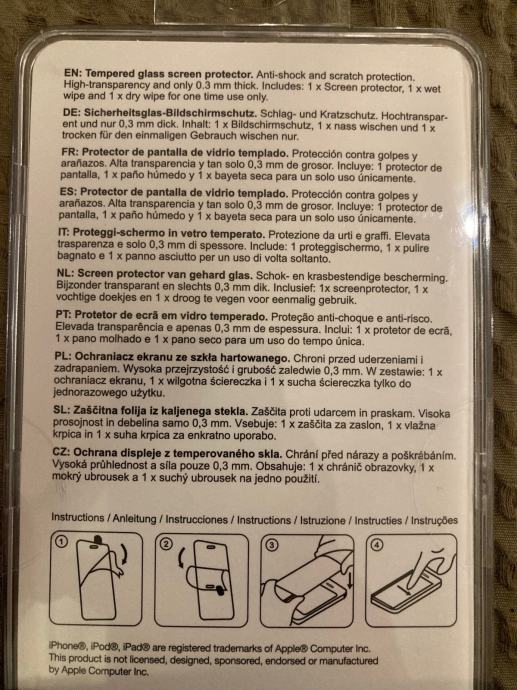 EN: Tempered glass screen protector. Anti-shock and scratch protection.
High-transparency and only 0.3 mm thick. Includes: 1 x Screen protector, 1 x wet
wipe and 1 x dry wipe for one time use only.
DE: Sicherheitsglas-Bildschirmschutz. Schlag- und Kratzschutz. Hochtranspar-
ent und nur 0,3 mm dick. Inhalt: 1 x Bildschirmschutz, 1 x nass wischen und 1 x
trocken für den einmaligen Gebrauch wischen nur.
FR: Protector de pantalla de vidrio templado. Protección contra golpes y
arañazos. Alta transparencia y tan solo 0,3 mm de grosor. Incluye: 1 protector de
pantalla, 1 x paño húmedo y 1 x bayeta seca para un solo uso únicamente.
ES: Protector de pantalla de vidrio templado. Protección contra golpes y
arañazos. Alta transparencia y tan solo 0,3 mm de grosor. Incluye: 1 protector de
pantalla, 1 x paño húmedo y 1 x bayeta seca para un solo uso únicamente.
IT: Proteggi-schermo in vetro temperato. Protezione da urti e graffi. Elevata
trasparenza e solo 0,3 mm di spessore. Include: 1 proteggischermo, 1 x pulire
bagnato e 1 x panno asciutto per un uso di volta soltanto.
NL: Screen protector van gehard glas. Schok- en krasbestendige bescherming.
Bijzonder transparant en slechts 0,3 mm dik. Inclusief: 1x screenprotector, 1 x
vochtige doekjes en 1 x droog te vegen voor eenmalig gebruik.
PT: Protetor de ecrã em vidro temperado. Proteção anti-choque e anti-risco.
Elevada transparência e apenas 0,3 mm de espessura. Inclui: 1 x protetor de ecrã,
1 x pano molhado e 1 x pano seco para um uso do tempo única.
PL: Ochraniacz ekranu ze szkła hartowanego. Chroni przed uderzeniami i
zadrapaniem. Wysoka przejrzystość i grubość zaledwie 0,3 mm. W zestawie: 1 x
ochraniacz ekranu, 1 x wilgotna ściereczka i 1 x sucha ściereczka tylko do
jednorazowego użytku.
SL: Zaščitna folija iz kaljenega stekla. Zaščita proti udarcem in praskam. Visoka
prosojnost in debelina samo 0,3 mm. Vsebuje: 1 x zaščita za zaslon, 1 x vlažna
krpica in 1 x suha krpica za enkratno uporabo.
CZ: Ochrana displeje z temperovaného skla. Chrání před nárazy a poškrábáním.
Vysoká průhlednost a síla pouze 0,3 mm. Obsahuje: 1 x chránič obrazovky, 1 x
mokrý ubrousek a 1 x suchý ubrousek na jedno použití.
Instructions / Anleitung / Instrucciones / Instructions / Istruzione / Instructies / Instruções
1 2 3 4
iPhone®, iPod®, iPad® are registered trademarks of Apple® Computer Inc.
This product is not licensed, designed, sponsored, endorsed or manufactured
by Apple Computer Inc.